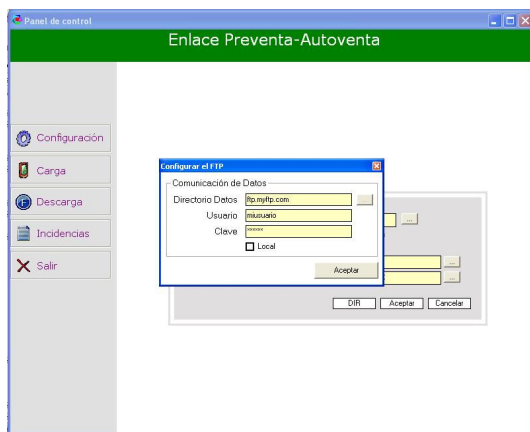 Panel de control
Enlace Preventa-Autoventa
Configuración
Carga
Descarga
Incidencias
Salir
Configurar el FTP
Comunicación de Datos
Directorio Datos ftp.myftp.com ...
Usuario miusuario
Clave ******
Local
Aceptar
...
...
...
DIR Aceptar Cancelar